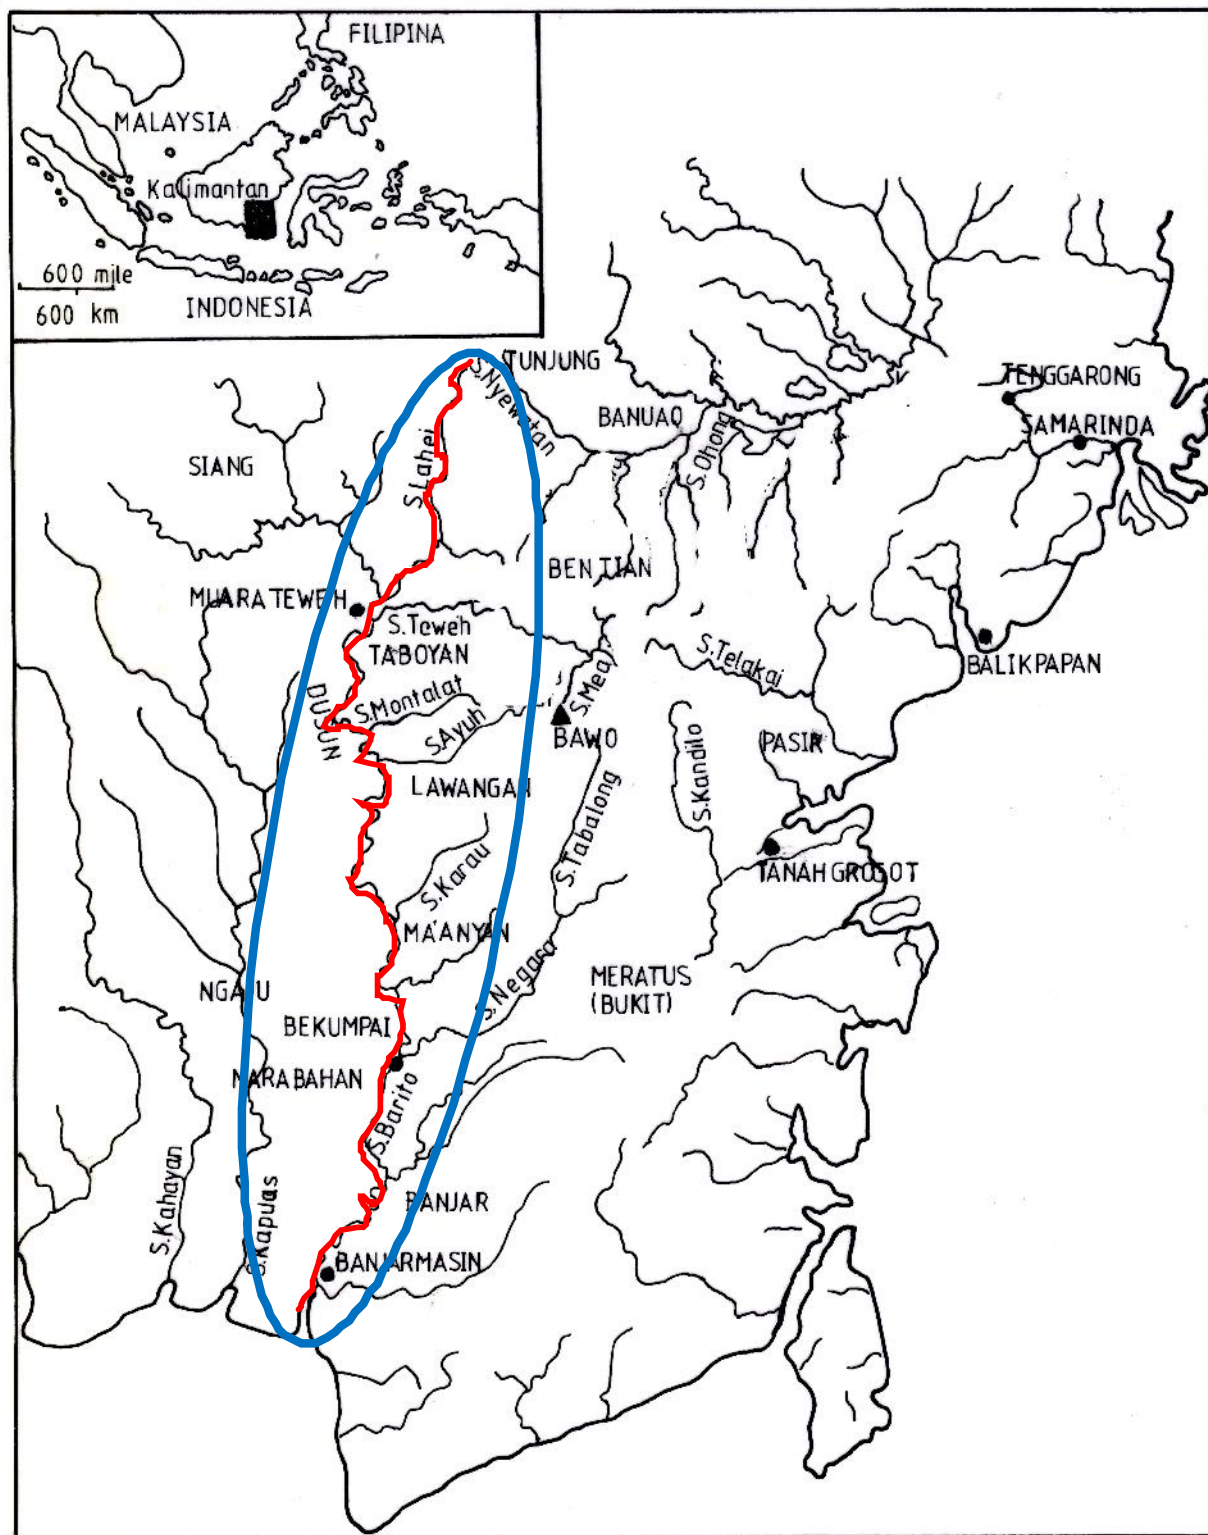 FILIPINA
MALAYSIA
Kalimantan
600 mile
600 km
INDONESIA
TUNJUNG
S.Nyewatan
BANUAQ
S.Ohong
TENGGARONG
SAMARINDA
SIANG
S.Lahei
BENTIAN
MUARA TEWEH
S.Teweh
TABOYAN
S.Mea
S.Telakai
BALIKPAPAN
DUSUN
S.Montalat
S.Ayuh
BAWO
S.Kandilo
PASIR
LAWANGAN
S.Tabalong
S.Karau
TANAH GROGOT
MA'ANYAN
S.Negara
MERATUS
(BUKIT)
NGAJU
BEKUMPAI
MARABAHAN
S.Barito
S.Kahayan
S.Kapuas
BANJAR
BANJARMASIN